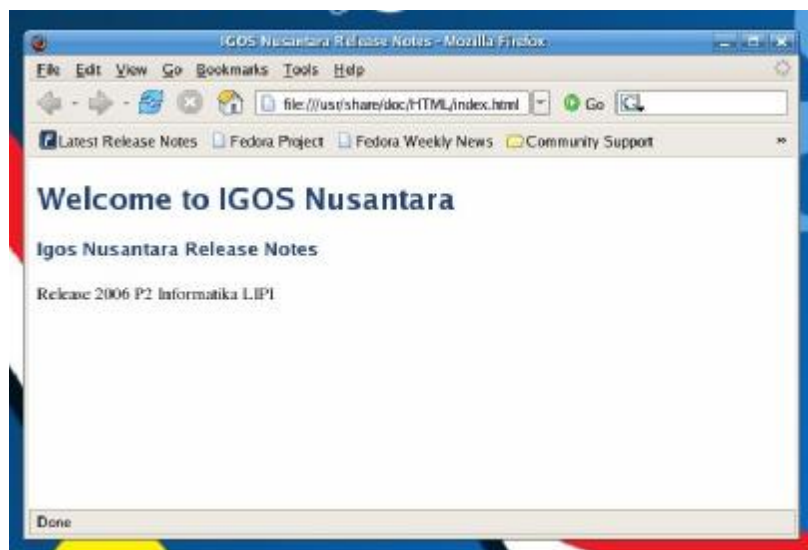 IGOS Nusantara Release Notes - Mozilla Firefox
File Edit View Go Bookmarks Tools Help
file:///usr/share/doc/HTML/index.html Go
Latest Release Notes Fedora Project Fedora Weekly News Community Support
Welcome to IGOS Nusantara
Igos Nusantara Release Notes
Release 2006 P2 Informatika LIPI
Done